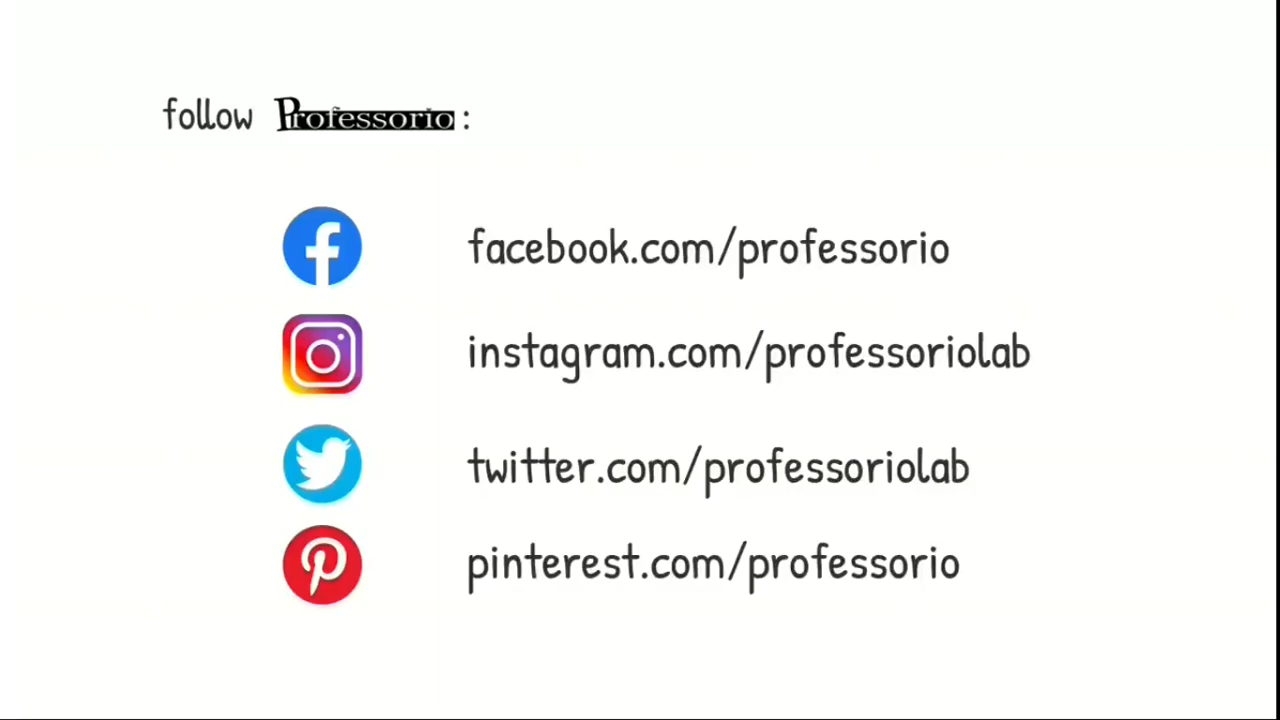 follow Professorio :
facebook.com/professorio
instagram.com/professoriolab
twitter.com/professoriolab
pinterest.com/professorio